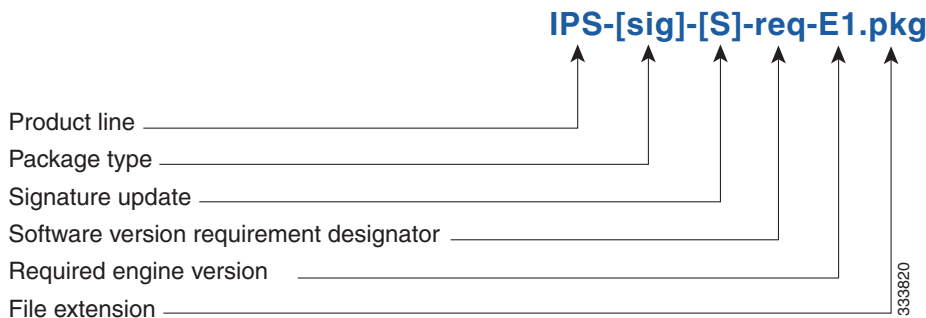 IPS-[sig]-[S]-req-E1.pkg
Product line
Package type
Signature update
Software version requirement designator
Required engine version
File extension
333820